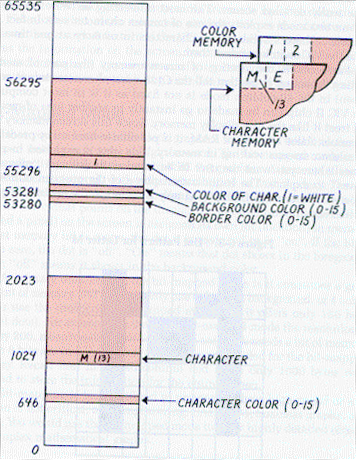 65535
COLOR MEMORY
1 2
M E
13
CHARACTER MEMORY
56295
1
55296
53281
53280
COLOR OF CHAR. (1=WHITE)
BACKGROUND COLOR (0-15)
BORDER COLOR (0-15)
2023
1024
M (13)
CHARACTER
646
CHARACTER COLOR (0-15)
0